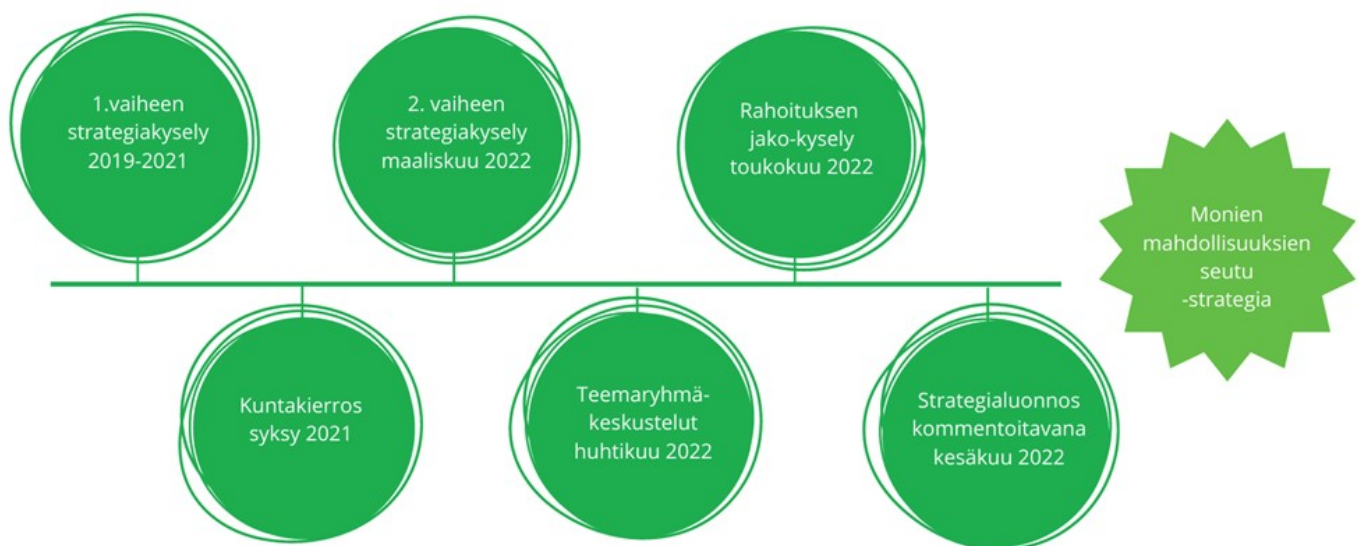 1.vaiheen
strategiakysely
2019-2021
Kuntakierros
syksy 2021
2. vaiheen
strategiakysely
maaliskuu 2022
Teemaryhmä-
keskustelut
huhtikuu 2022
Rahoituksen
jako-kysely
toukokuu 2022
Strategialuonnos
kommentoitavana
kesäkuu 2022
Monien
mahdollisuuksien
seutu
-strategia